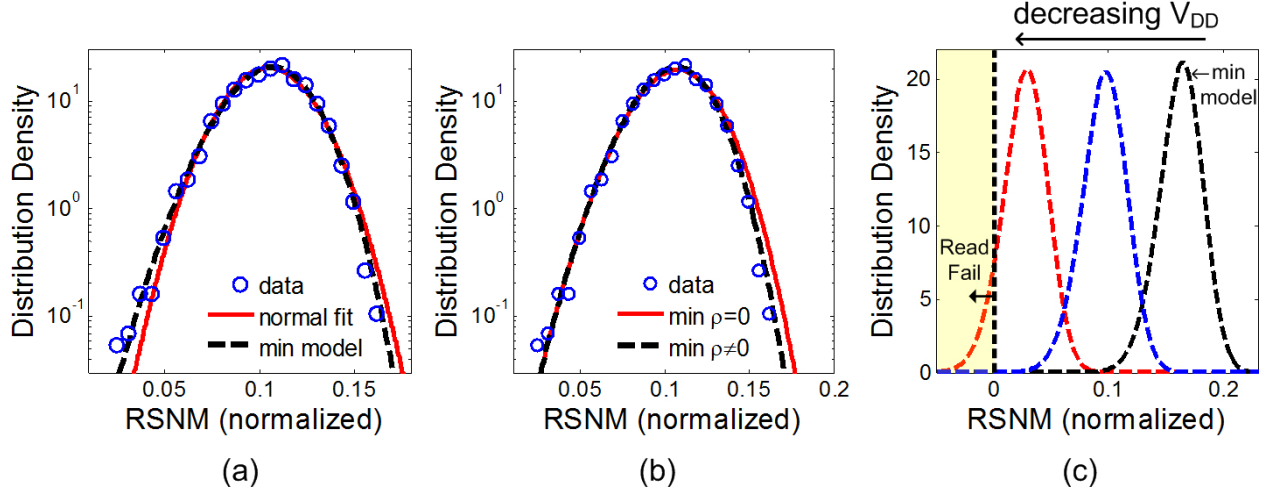 Distribution Density
10^1
10^0
10^-1
data
normal fit
min model
0.05
0.1
0.15
RSNM (normalized)
(a)
Distribution Density
10^1
10^0
10^-1
data
min ρ=0
min ρ≠0
0.05
0.1
0.15
0.2
RSNM (normalized)
(b)
decreasing V_DD
Distribution Density
20
15
10
5
0
←min
model
Read
Fail
0
0.1
0.2
RSNM (normalized)
(c)